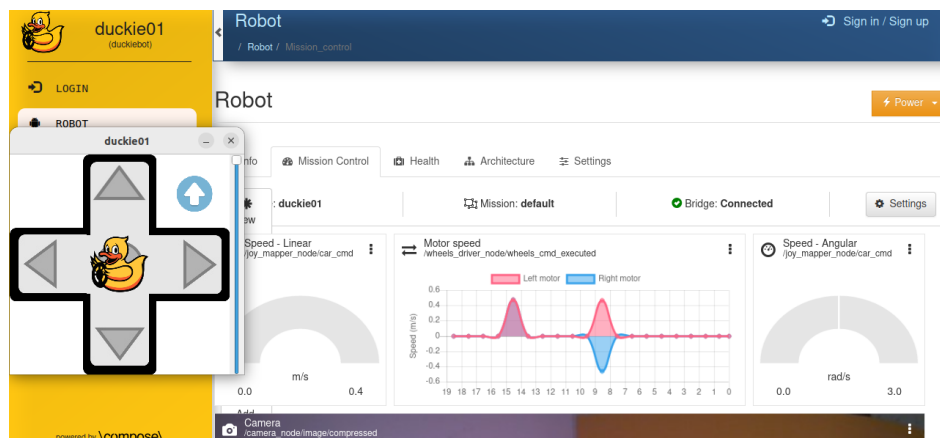 duckie01
(duckiebot)
LOGIN
ROBOT
Robot
/ Robot / Mission_control
Sign in / Sign up
Robot
Power
duckie01
nfo
Mission Control
Health
Architecture
Settings
: duckie01
Mission: default
Bridge: Connected
Settings
ew
Speed - Linear
/joy_mapper_node/car_cmd
m/s
0.0
0.4
Motor speed
/wheels_driver_node/wheels_cmd_executed
Left motor
Right motor
Speed (m/s)
0.6
0.4
0.2
0
-0.2
-0.4
-0.6
19 18 17 16 15 14 13 12 11 10 9 8 7 6 5 4 3 2 1 0
Speed - Angular
/joy_mapper_node/car_cmd
rad/s
0.0
3.0
Add
Camera
/camera_node/image/compressed
powered by \compose\